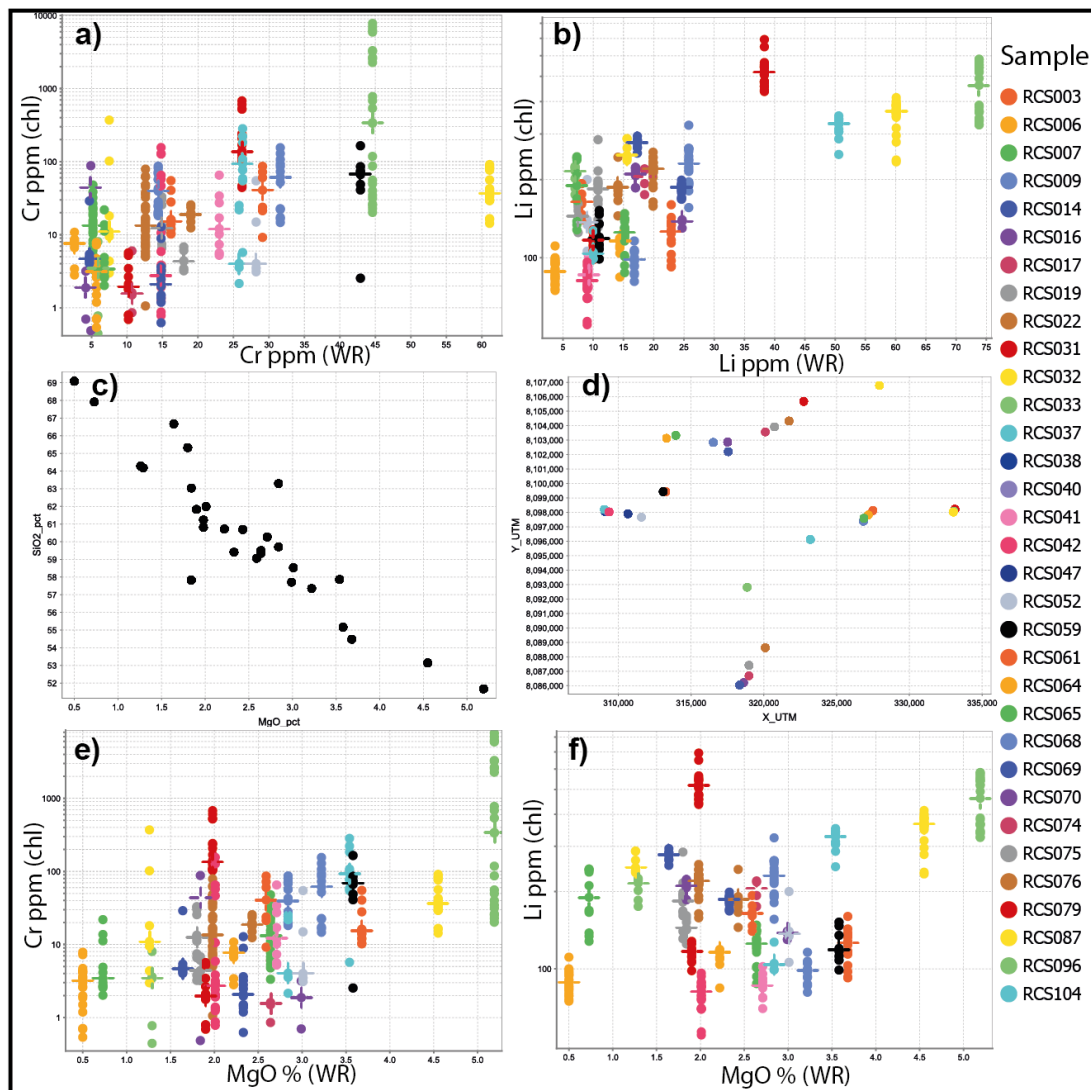 a)
Cr ppm (chl)
10000
1000
100
10
1
5 10 15 20 25 30 35 40 45 50 55 60
Cr ppm (WR)
b)
Li ppm (chl)
100
5 10 15 20 25 30 35 40 45 50 55 60 65 70 75
Li ppm (WR)
c)
SiO2_pct
69
68
67
66
65
64
63
62
61
60
59
58
57
56
55
54
53
52
0.5 1.0 1.5 2.0 2.5 3.0 3.5 4.0 4.5 5.0
MgO_pct
d)
Y_UTM
8,107,000
8,106,000
8,105,000
8,104,000
8,103,000
8,102,000
8,101,000
8,100,000
8,099,000
8,098,000
8,097,000
8,096,000
8,095,000
8,094,000
8,093,000
8,092,000
8,091,000
8,090,000
8,089,000
8,088,000
8,087,000
8,086,000
310,000 315,000 320,000 325,000 330,000 335,000
X_UTM
e)
Cr ppm (chl)
1000
100
10
1
0.5 1.0 1.5 2.0 2.5 3.0 3.5 4.0 4.5 5.0
MgO % (WR)
f)
Li ppm (chl)
100
0.5 1.0 1.5 2.0 2.5 3.0 3.5 4.0 4.5 5.0
MgO % (WR)
Sample
RCS003
RCS006
RCS007
RCS009
RCS014
RCS016
RCS017
RCS019
RCS022
RCS031
RCS032
RCS033
RCS037
RCS038
RCS040
RCS041
RCS042
RCS047
RCS052
RCS059
RCS061
RCS064
RCS065
RCS068
RCS069
RCS070
RCS074
RCS075
RCS076
RCS079
RCS087
RCS096
RCS104